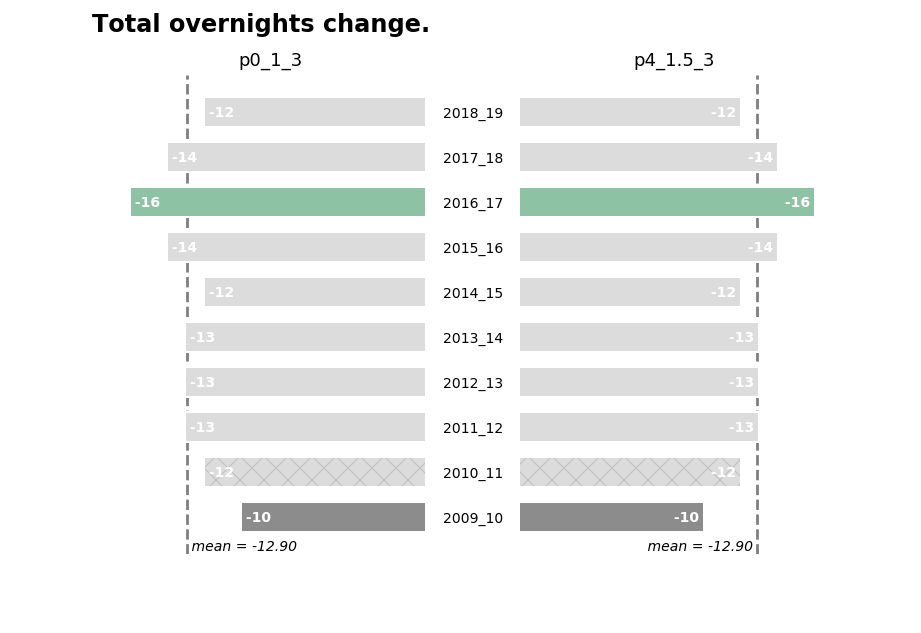 Total overnights change.
p0_1_3 p4_1.5_3
-12 2018_19 -12
-14 2017_18 -14
-16 2016_17 -16
-14 2015_16 -14
-12 2014_15 -12
-13 2013_14 -13
-13 2012_13 -13
-13 2011_12 -13
-12 2010_11 -12
-10 2009_10 -10
mean = -12.90 mean = -12.90